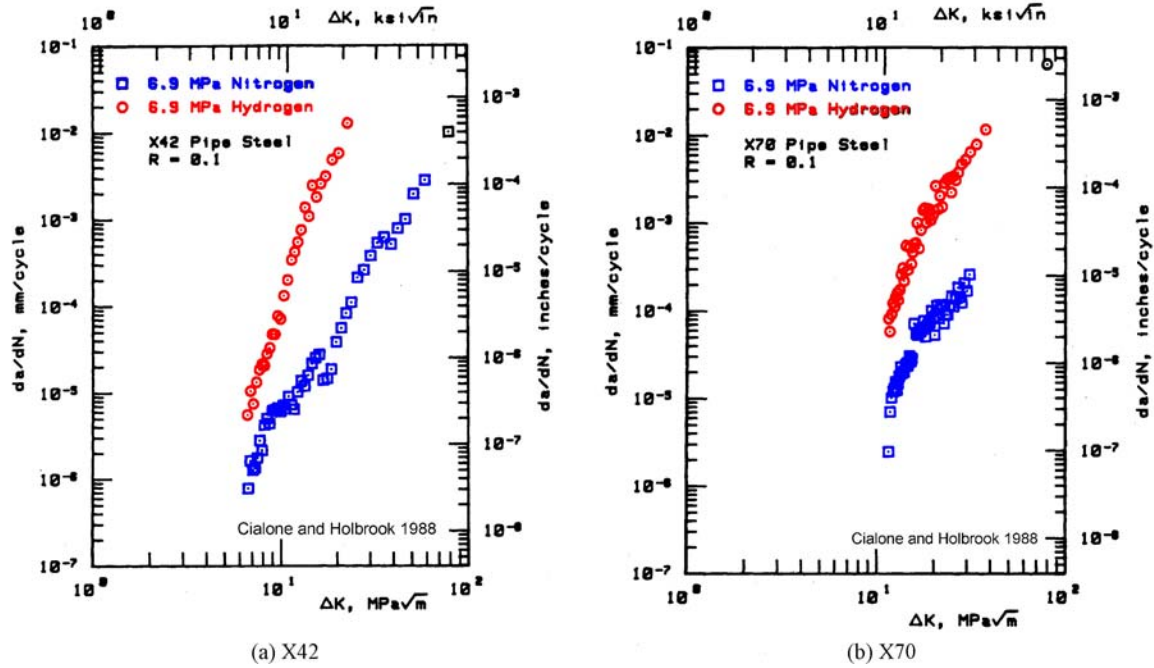 10⁰ 10¹
ΔK, ksi√in
10⁻¹
10⁻²
10⁻³
10⁻⁴
10⁻⁵
10⁻⁶
10⁻⁷
da/dN, mm/cycle
6.9 MPa Nitrogen
6.9 MPa Hydrogen
X42 Pipe Steel
R = 0.1
Cialone and Holbrook 1988
10⁻³
10⁻⁴
10⁻⁵
10⁻⁶
10⁻⁷
10⁻⁸
da/dN, inches/cycle
10⁰ 10¹ 10²
ΔK, MPa√m
(a) X42
10⁰ 10¹
ΔK, ksi√in
10⁻¹
10⁻²
10⁻³
10⁻⁴
10⁻⁵
10⁻⁶
10⁻⁷
da/dN, mm/cycle
6.9 MPa Nitrogen
6.9 MPa Hydrogen
X70 Pipe Steel
R = 0.1
Cialone and Holbrook 1988
10⁻³
10⁻⁴
10⁻⁵
10⁻⁶
10⁻⁷
10⁻⁸
da/dN, inches/cycle
10⁰ 10¹ 10²
ΔK, MPa√m
(b) X70